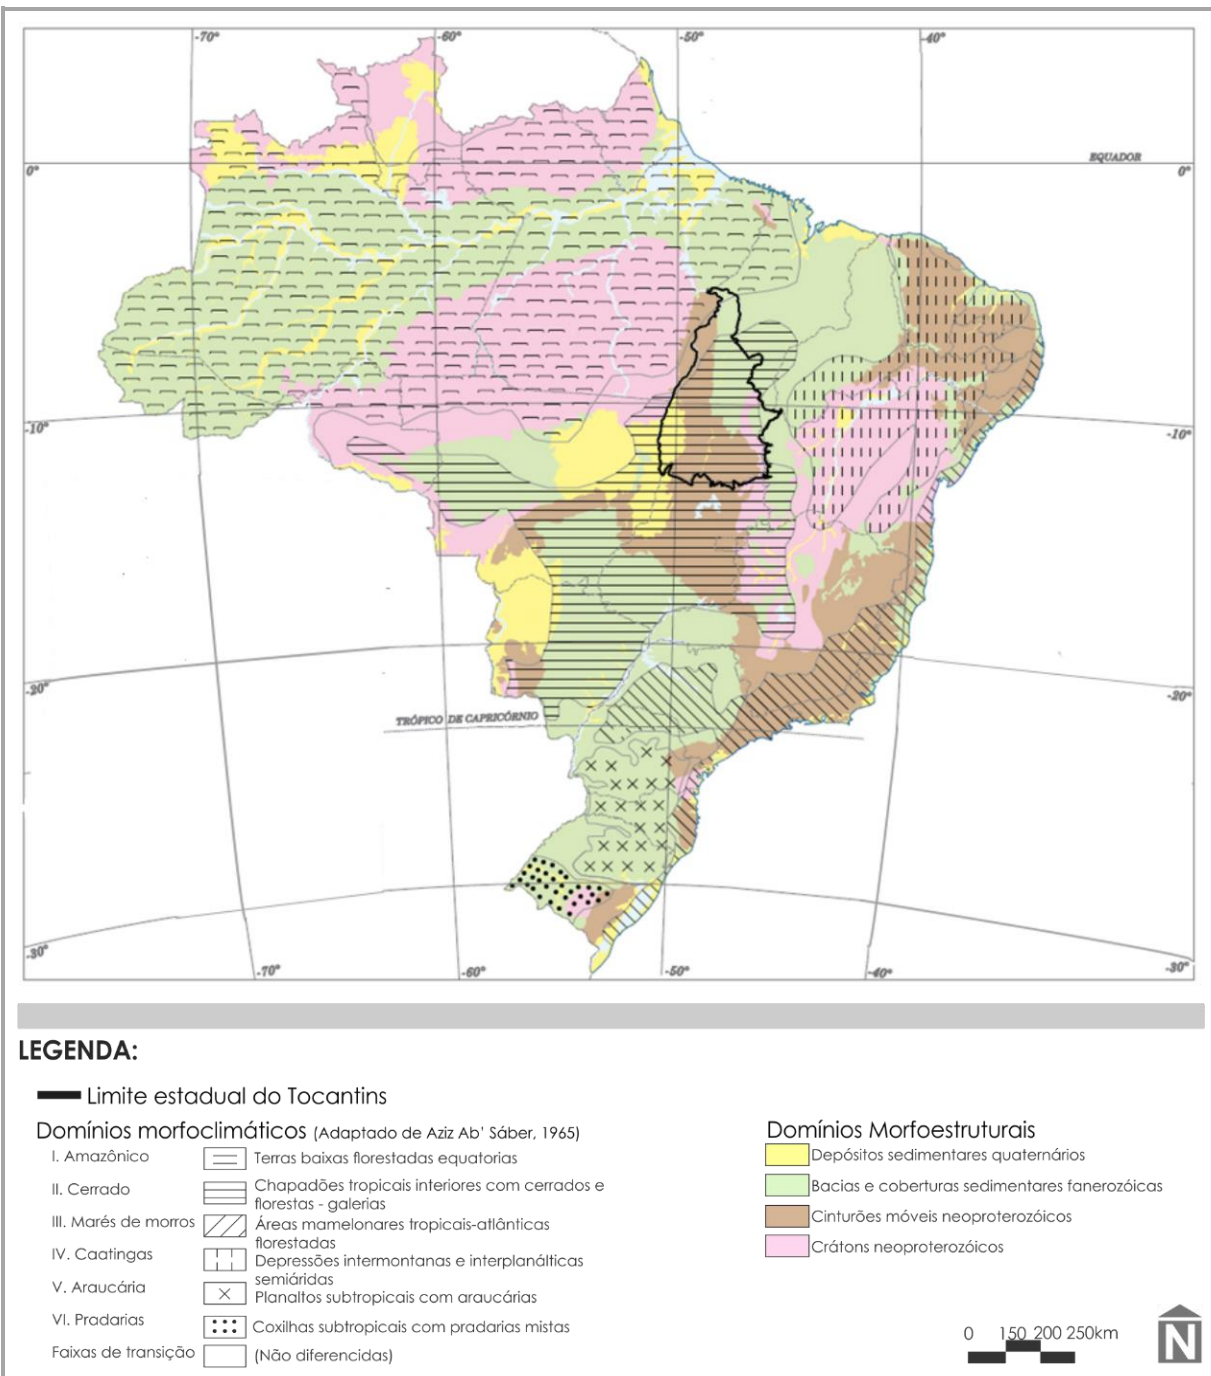 -70°
-60°
-50°
-40°
EQUADOR
0°
0°
-10°
-10°
-20°
-20°
TRÓPICO DE CAPRICÓRNIO
-30°
-30°
-70°
-60°
-50°
-40°
LEGENDA:
Limite estadual do Tocantins
Domínios morfoclimáticos (Adaptado de Aziz Ab' Sáber, 1965)
I. Amazônico
Terras baixas florestadas equatorias
II. Cerrado
Chapadões tropicais interiores com cerrados e
florestas - galerias
III. Marés de morros
Áreas mamelonares tropicais-atlânticas
florestadas
IV. Caatingas
Depressões intermontanas e interplanálticas
semiáridas
V. Araucária
Planaltos subtropicais com araucárias
VI. Pradarias
Coxilhas subtropicais com pradarias mistas
Faixas de transição
(Não diferencidas)
Domínios Morfoestruturais
Depósitos sedimentares quaternários
Bacias e coberturas sedimentares fanerozóicas
Cinturões móveis neoproterozóicos
Crátons neoproterozóicos
0 150 200 250km
N